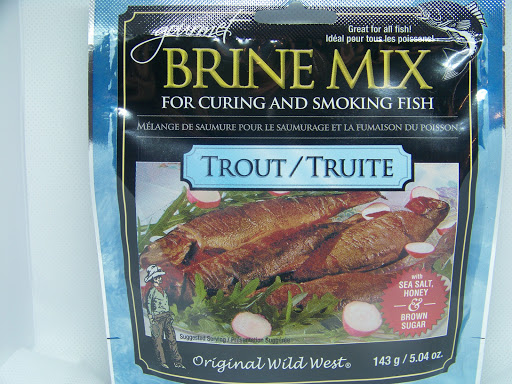 gourmet
Great for all fish!
Idéal pour tous les poissons!
BRINE MIX
FOR CURING AND SMOKING FISH
MÉLANGE DE SAUMURE POUR LE SAUMURAGE ET LA FUMAISON DU POISSON
TROUT/TRUITE
with
SEA SALT,
HONEY
&
BROWN
SUGAR
Suggested Serving / Présentation Suggérée
Original Wild West®
143 g / 5.04 oz.